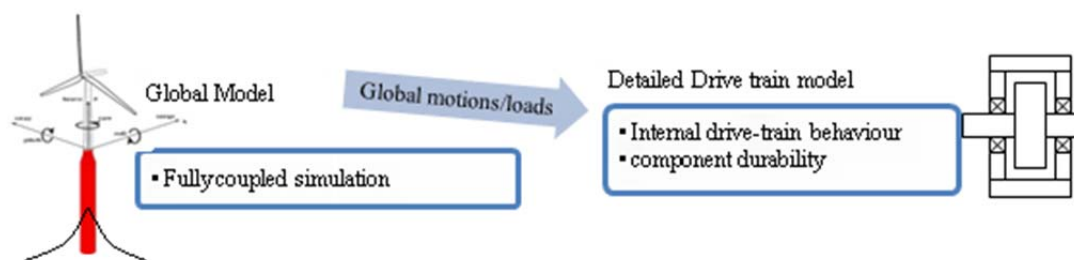 Global Model
▪ Fullycoupled simulation
Global motions/loads
Detailed Drive train model
▪ Internal drive-train behaviour
▪ component durability